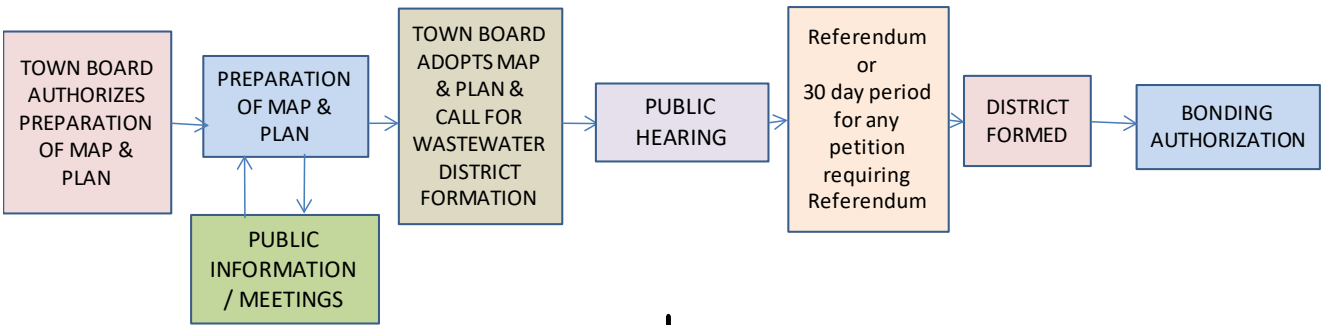 TOWN BOARD
AUTHORIZES
PREPARATION
OF MAP &
PLAN
PREPARATION
OF MAP &
PLAN
PUBLIC
INFORMATION
/ MEETINGS
TOWN BOARD
ADOPTS MAP
& PLAN &
CALL FOR
WASTEWATER
DISTRICT
FORMATION
PUBLIC
HEARING
Referendum
or
30 day period
for any
petition
requiring
Referendum
DISTRICT
FORMED
BONDING
AUTHORIZATION